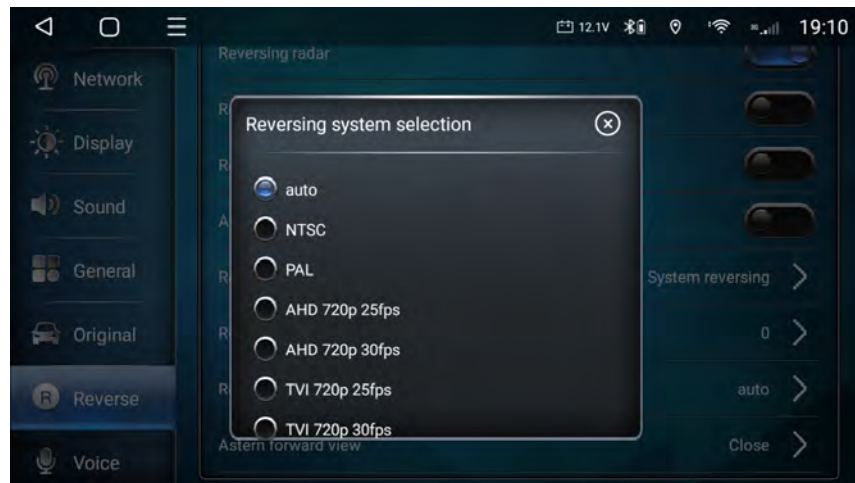 12.1V 19:10
Network
Display
Sound
General
Original
R Reverse
Voice
Reversing radar
System reversing
0
auto
Astern forward view Close
Reversing system selection
auto
NTSC
PAL
AHD 720p 25fps
AHD 720p 30fps
TVI 720p 25fps
TVI 720p 30fps